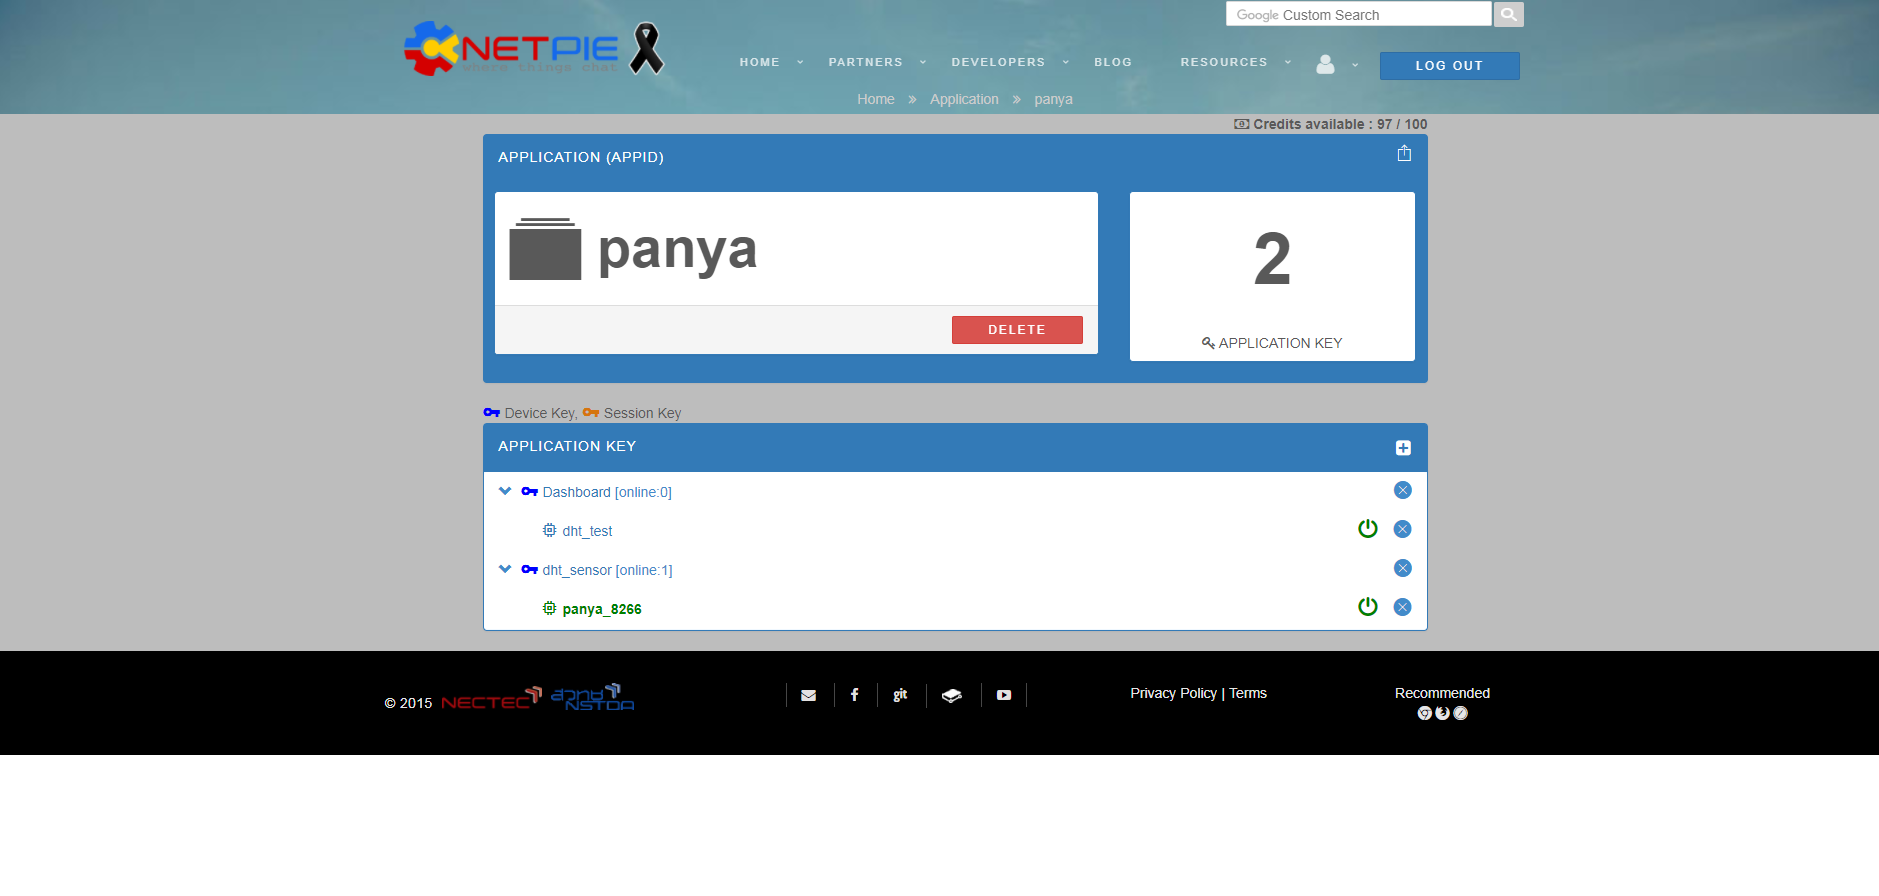 Google Custom Search
NETPIE
where things chat
HOME PARTNERS DEVELOPERS BLOG RESOURCES LOG OUT
Home » Application » panya
Credits available : 97 / 100
APPLICATION (APPID)
panya
2
DELETE
APPLICATION KEY
Device Key, Session Key
APPLICATION KEY
Dashboard [online:0]
dht_test
dht_sensor [online:1]
panya_8266
© 2015 NECTEC สวทช NSTDA
git
Privacy Policy | Terms
Recommended